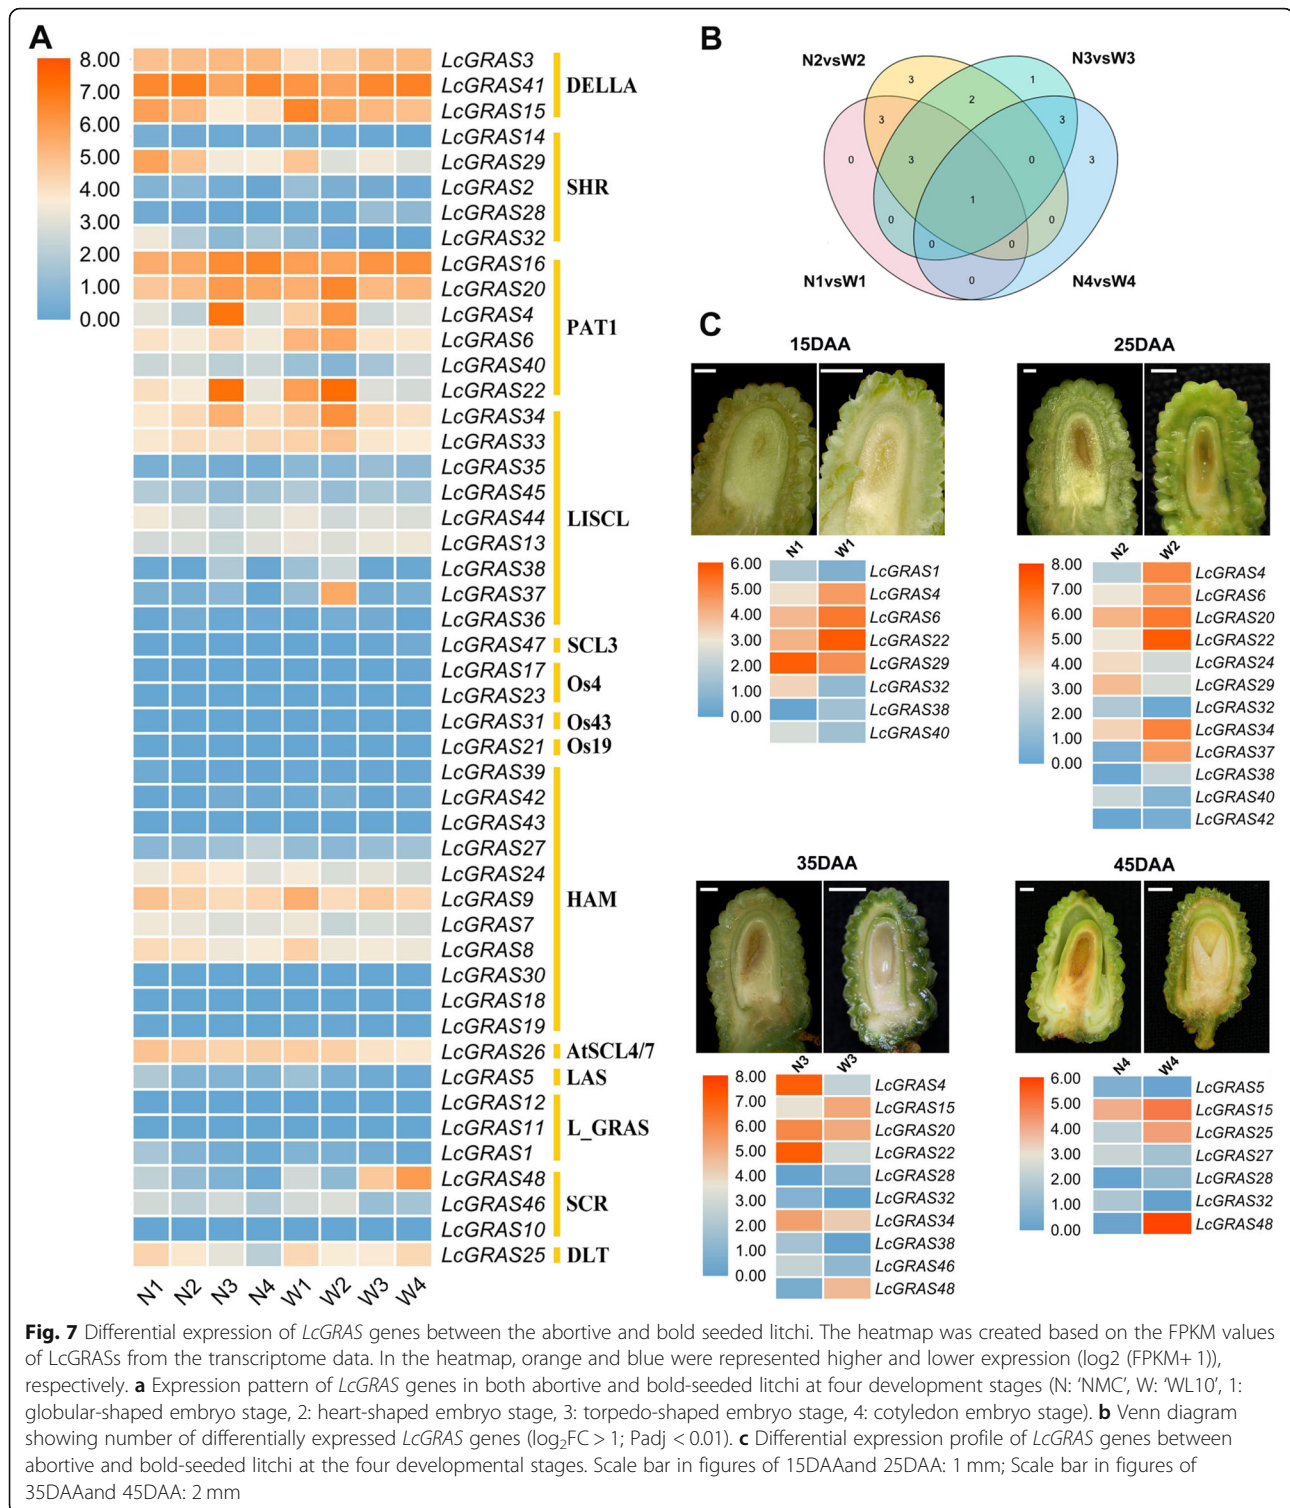 A
8.00
7.00
6.00
5.00
4.00
3.00
2.00
1.00
0.00
LcGRAS3
LcGRAS41
LcGRAS15
DELLA
LcGRAS14
LcGRAS29
LcGRAS2
LcGRAS28
LcGRAS32
SHR
LcGRAS16
LcGRAS20
LcGRAS4
LcGRAS6
LcGRAS40
LcGRAS22
PAT1
LcGRAS34
LcGRAS33
LcGRAS35
LcGRAS45
LcGRAS44
LcGRAS13
LcGRAS38
LcGRAS37
LcGRAS36
LISCL
LcGRAS47
SCL3
LcGRAS17
LcGRAS23
Os4
LcGRAS31
Os43
LcGRAS21
Os19
LcGRAS39
LcGRAS42
LcGRAS43
LcGRAS27
LcGRAS24
LcGRAS9
LcGRAS7
LcGRAS8
LcGRAS30
LcGRAS18
LcGRAS19
HAM
LcGRAS26
AtSCL4/7
LcGRAS5
LAS
LcGRAS12
LcGRAS11
LcGRAS1
L_GRAS
LcGRAS48
LcGRAS46
LcGRAS10
SCR
LcGRAS25
DLT
N1 N2 N3 N4 W1 W2 W3 W4
B
N2vsW2
N3vsW3
3
1
2
3
3
0
3
0
3
1
0
0
0
0
0
N1vsW1
N4vsW4
C
15DAA
N1 W1
6.00
5.00
4.00
3.00
2.00
1.00
0.00
LcGRAS1
LcGRAS4
LcGRAS6
LcGRAS22
LcGRAS29
LcGRAS32
LcGRAS38
LcGRAS40
25DAA
N2 W2
8.00
7.00
6.00
5.00
4.00
3.00
2.00
1.00
0.00
LcGRAS4
LcGRAS6
LcGRAS20
LcGRAS22
LcGRAS24
LcGRAS29
LcGRAS32
LcGRAS34
LcGRAS37
LcGRAS38
LcGRAS40
LcGRAS42
35DAA
N3 W3
8.00
7.00
6.00
5.00
4.00
3.00
2.00
1.00
0.00
LcGRAS4
LcGRAS15
LcGRAS20
LcGRAS22
LcGRAS28
LcGRAS32
LcGRAS34
LcGRAS38
LcGRAS46
LcGRAS48
45DAA
N4 W4
6.00
5.00
4.00
3.00
2.00
1.00
0.00
LcGRAS5
LcGRAS15
LcGRAS25
LcGRAS27
LcGRAS28
LcGRAS32
LcGRAS48
Fig. 7 Differential expression of LcGRAS genes between the abortive and bold seeded litchi. The heatmap was created based on the FPKM values
of LcGRASs from the transcriptome data. In the heatmap, orange and blue were represented higher and lower expression (log2 (FPKM+ 1)),
respectively. a Expression pattern of LcGRAS genes in both abortive and bold-seeded litchi at four development stages (N: ‘NMC’, W: ‘WL10’, 1:
globular-shaped embryo stage, 2: heart-shaped embryo stage, 3: torpedo-shaped embryo stage, 4: cotyledon embryo stage). b Venn diagram
showing number of differentially expressed LcGRAS genes (log₂FC > 1; Padj < 0.01). c Differential expression profile of LcGRAS genes between
abortive and bold-seeded litchi at the four developmental stages. Scale bar in figures of 15DAAand 25DAA: 1 mm; Scale bar in figures of
35DAAand 45DAA: 2 mm